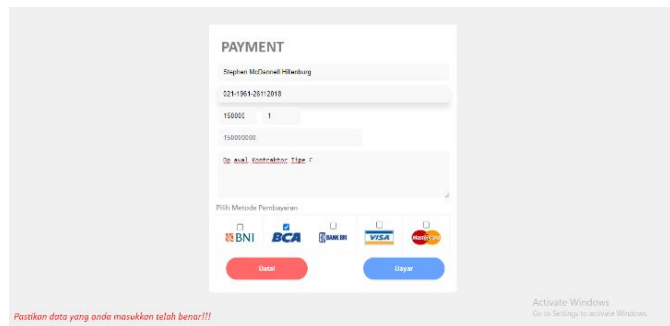 PAYMENT
Stephen McDannell Hillenburg
021-1961-26112018
150000 1
150000000
Dp awal Kontraktor Tipe C
Pilih Metode Pembayaran
BNI BCA BANK BRI VISA MasterCard
Batal Bayar
Activate Windows
Go to Settings to activate Windows.
Pastikan data yang anda masukkan telah benar!!!